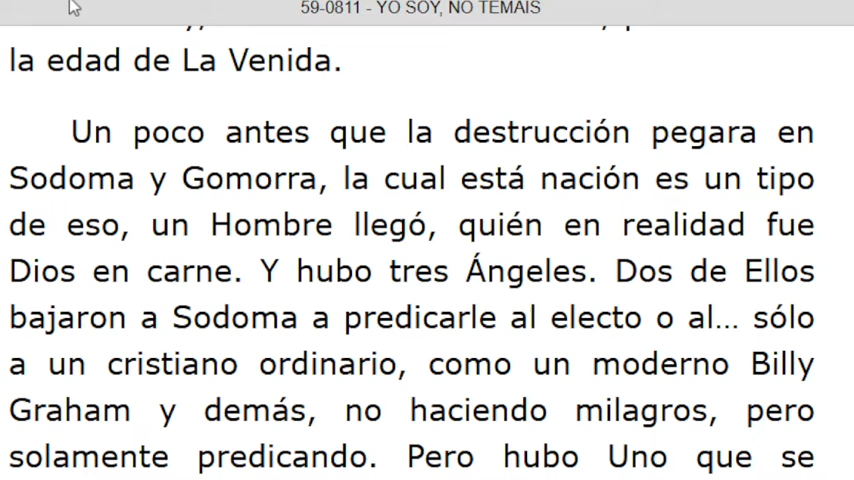 59-0811 - YO SOY, NO TEMAIS
la edad de La Venida.
Un poco antes que la destrucción pegara en
Sodoma y Gomorra, la cual está nación es un tipo
de eso, un Hombre llegó, quién en realidad fue
Dios en carne. Y hubo tres Ángeles. Dos de Ellos
bajaron a Sodoma a predicarle al electo o al... sólo
a un cristiano ordinario, como un moderno Billy
Graham y demás, no haciendo milagros, pero
solamente predicando. Pero hubo Uno que se